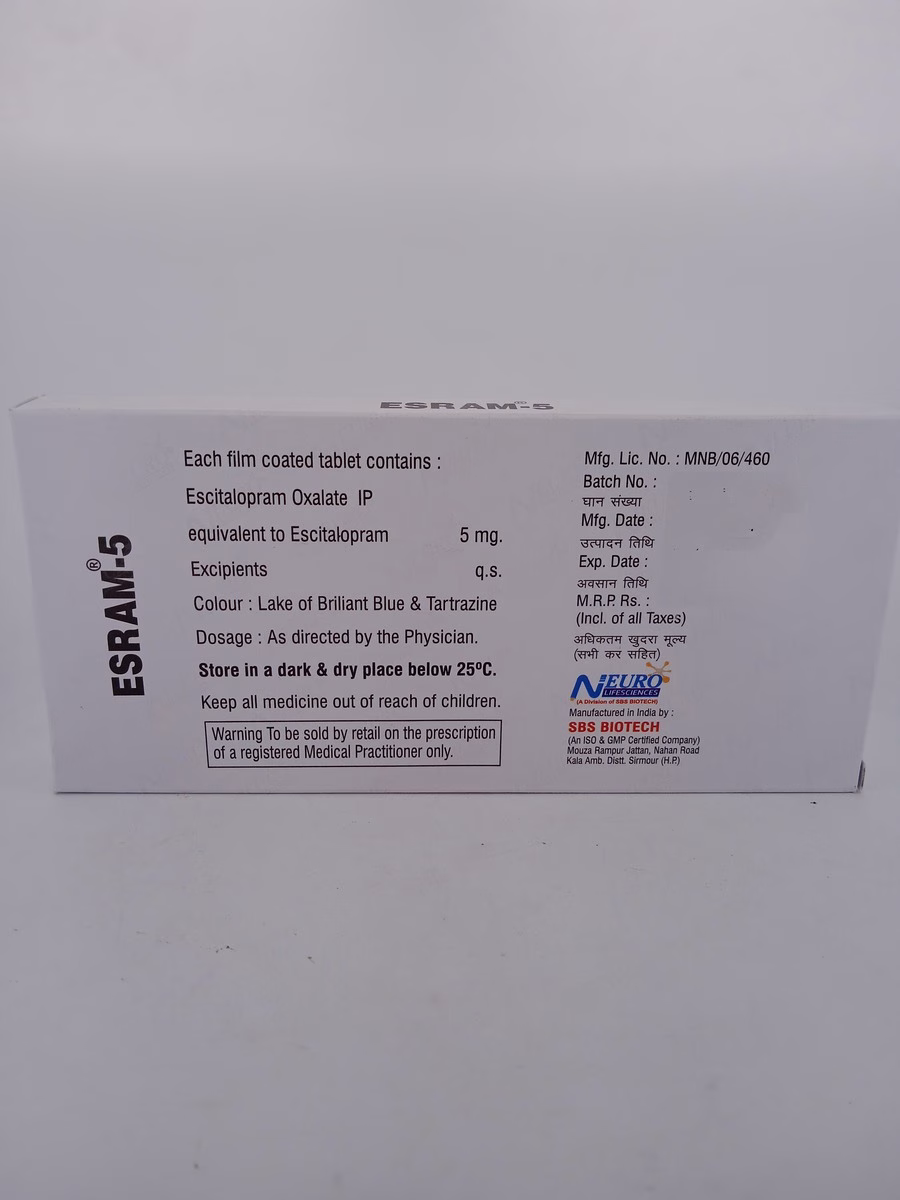 ESRAM®-5
ESRAM®-5
Each film coated tablet contains :
Escitalopram Oxalate IP
equivalent to Escitalopram 5 mg.
Excipients q.s.
Colour : Lake of Briliant Blue & Tartrazine
Dosage : As directed by the Physician.
Store in a dark & dry place below 25ºC.
Keep all medicine out of reach of children.
Warning To be sold by retail on the prescription
of a registered Medical Practitioner only.
Mfg. Lic. No. : MNB/06/460
Batch No. :
घान संख्या
Mfg. Date :
उत्पादन तिथि
Exp. Date :
अवसान तिथि
M.R.P. Rs. :
(Incl. of all Taxes)
अधिकतम खुदरा मूल्य
(सभी कर सहित)
NEURO
LIFESCIENCES
(A Division of SBS BIOTECH)
Manufactured in India by :
SBS BIOTECH
(An ISO & GMP Certified Company)
Mouza Rampur Jattan, Nahan Road
Kala Amb. Distt. Sirmour (H.P.)